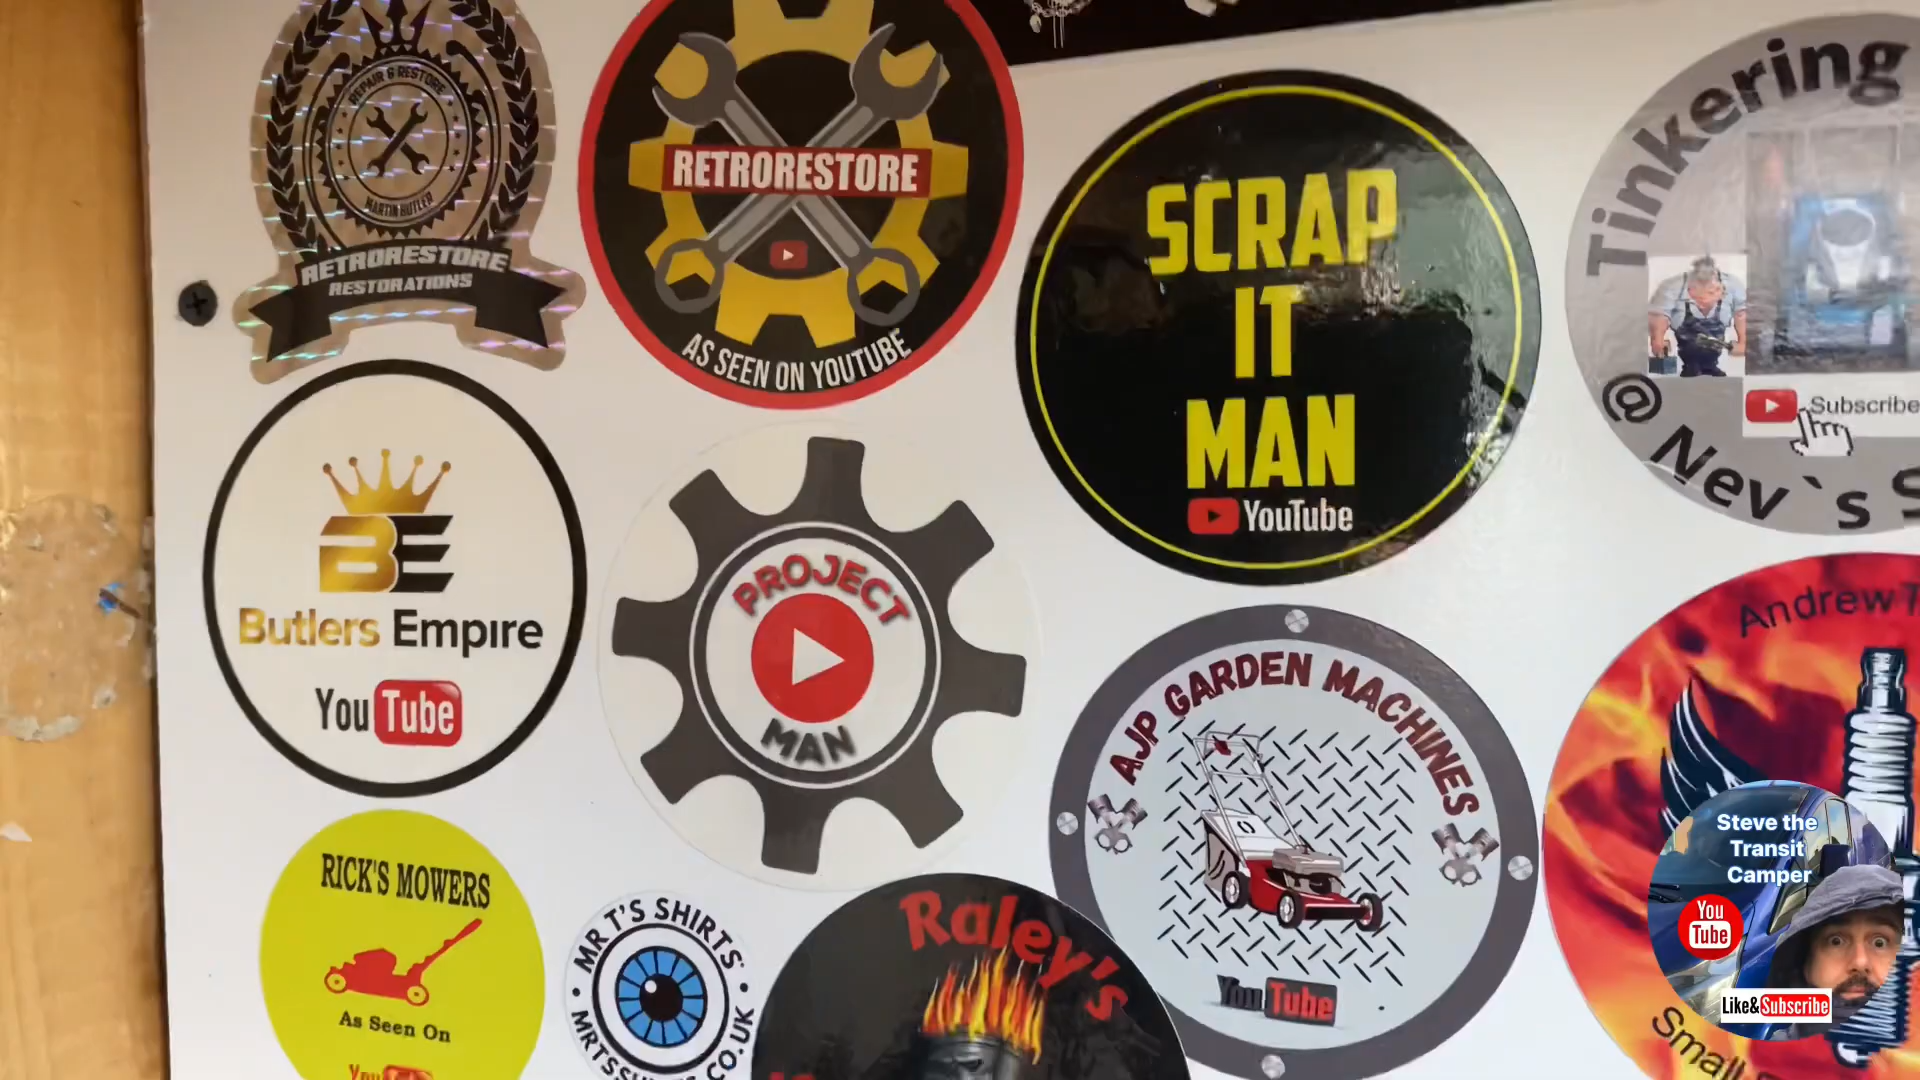 REPAIR & RESTORE
MARTIN BUTLER
RETRORESTORE
RESTORATIONS
RETRORESTORE
AS SEEN ON YOUTUBE
SCRAP
IT
MAN
YouTube
Tinkering
Subscribe
@ Nev`s
Butlers Empire
YouTube
PROJECT
MAN
AJP GARDEN MACHINES
YouTube
Andrew
Small
Steve the
Transit
Camper
You
Tube
Like&Subscribe
RICK'S MOWERS
As Seen On
You
MR T'S SHIRTS
Raley's